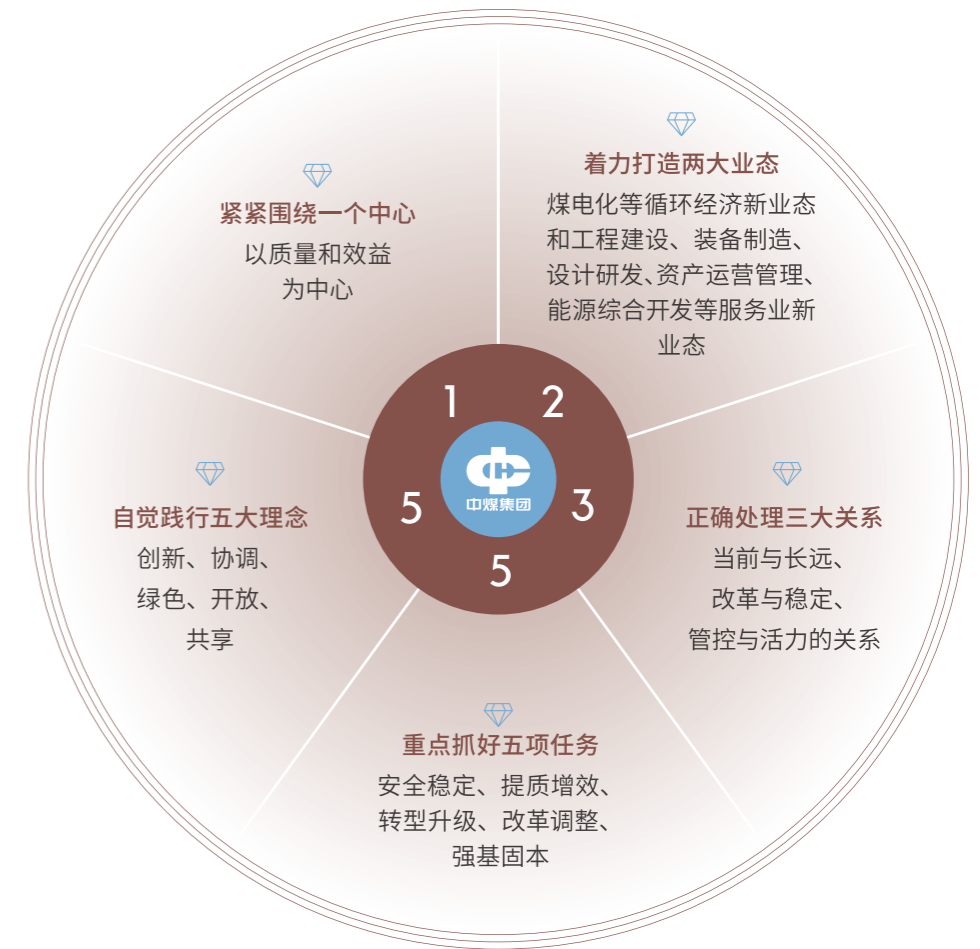 紧紧围绕一个中心
以质量和效益
为中心
着力打造两大业态
煤电化等循环经济新业态
和工程建设、装备制造、
设计研发、资产运营管理、
能源综合开发等服务业新
业态
正确处理三大关系
当前与长远、
改革与稳定、
管控与活力的关系
重点抓好五项任务
安全稳定、提质增效、
转型升级、改革调整、
强基固本
自觉践行五大理念
创新、协调、
绿色、开放、
共享
1
2
3
5
5
中煤集团